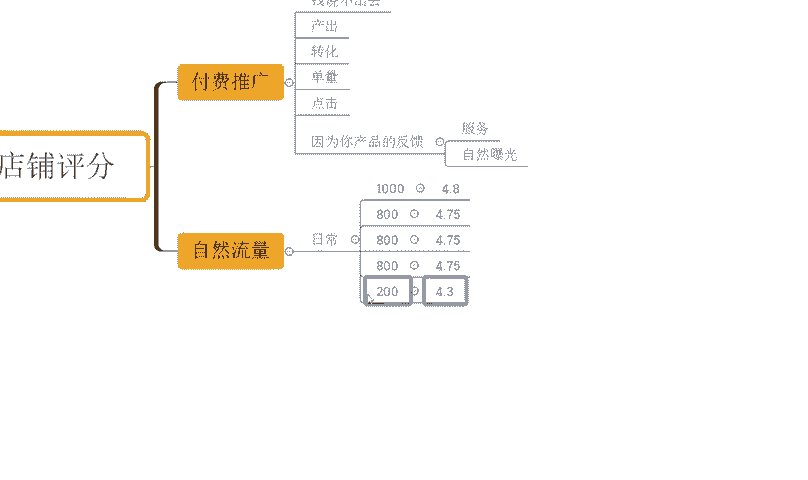 产出
转化
单量
点击
付费推广
因为你产品的反馈
服务
自然曝光
店铺评分
自然流量
日常
1000 4.8
800 4.75
800 4.75
800 4.75
200 4.3